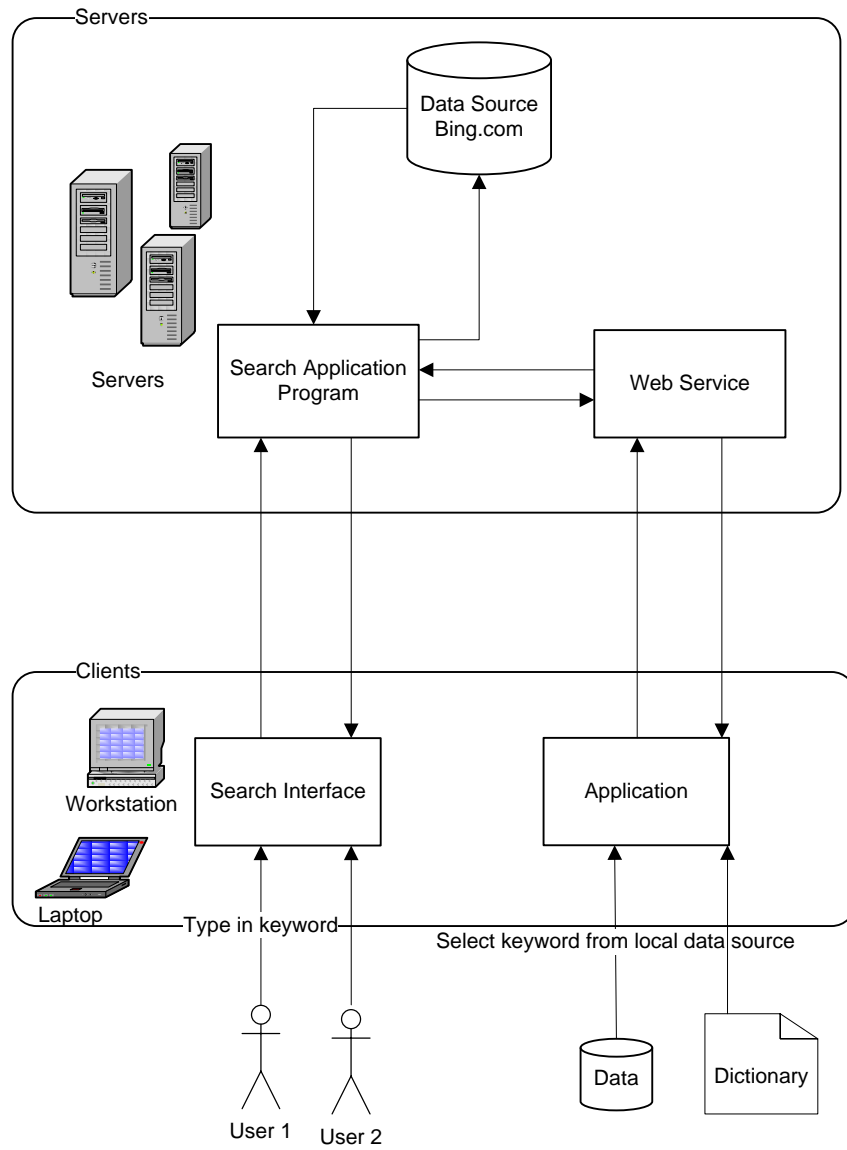 Servers
Data Source
Bing.com
Servers
Search Application
Program
Web Service
Clients
Workstation
Search Interface
Application
Laptop
Type in keyword
Select keyword from local data source
Data
Dictionary
User 1
User 2